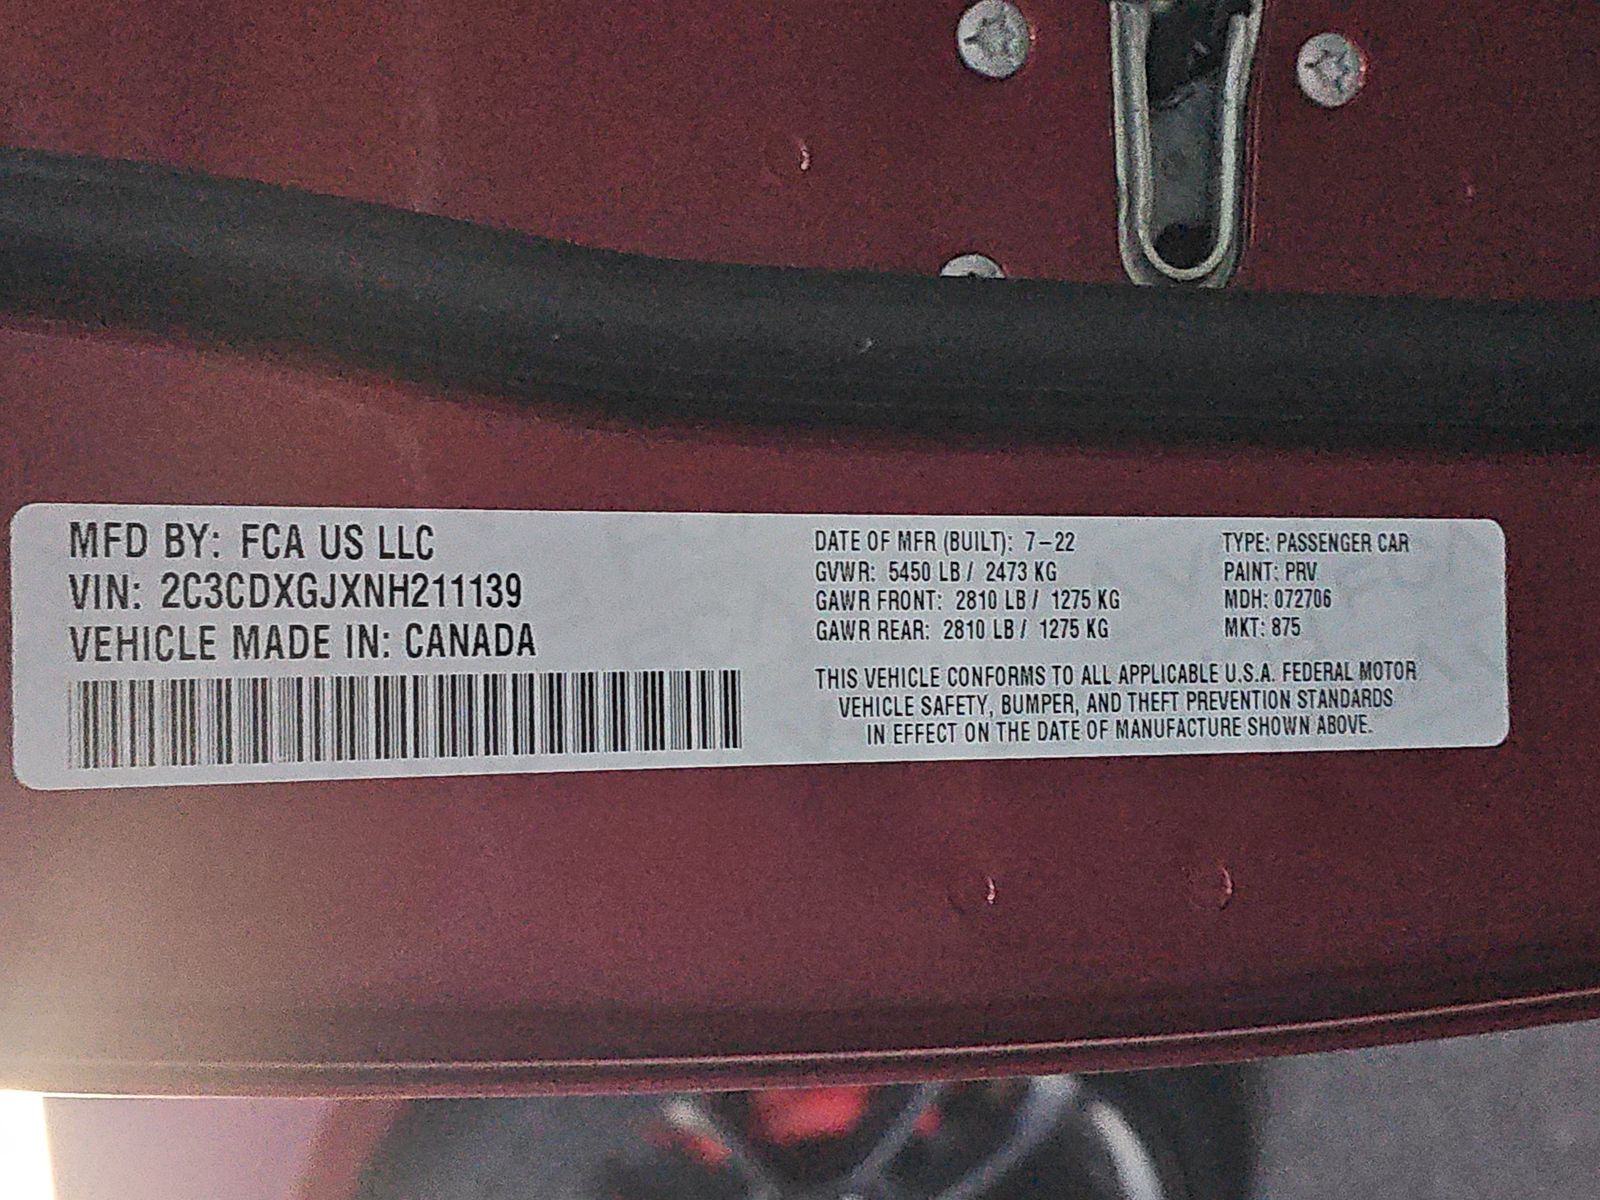 MFD BY: FCA US LLC
VIN: 2C3CDXGJXNH211139
VEHICLE MADE IN: CANADA
DATE OF MFR (BUILT): 7-22
GVWR: 5450 LB / 2473 KG
GAWR FRONT: 2810 LB / 1275 KG
GAWR REAR: 2810 LB / 1275 KG
TYPE: PASSENGER CAR
PAINT: PRV
MDH: 072706
MKT: 875
THIS VEHICLE CONFORMS TO ALL APPLICABLE U.S.A. FEDERAL MOTOR
VEHICLE SAFETY, BUMPER, AND THEFT PREVENTION STANDARDS
IN EFFECT ON THE DATE OF MANUFACTURE SHOWN ABOVE.